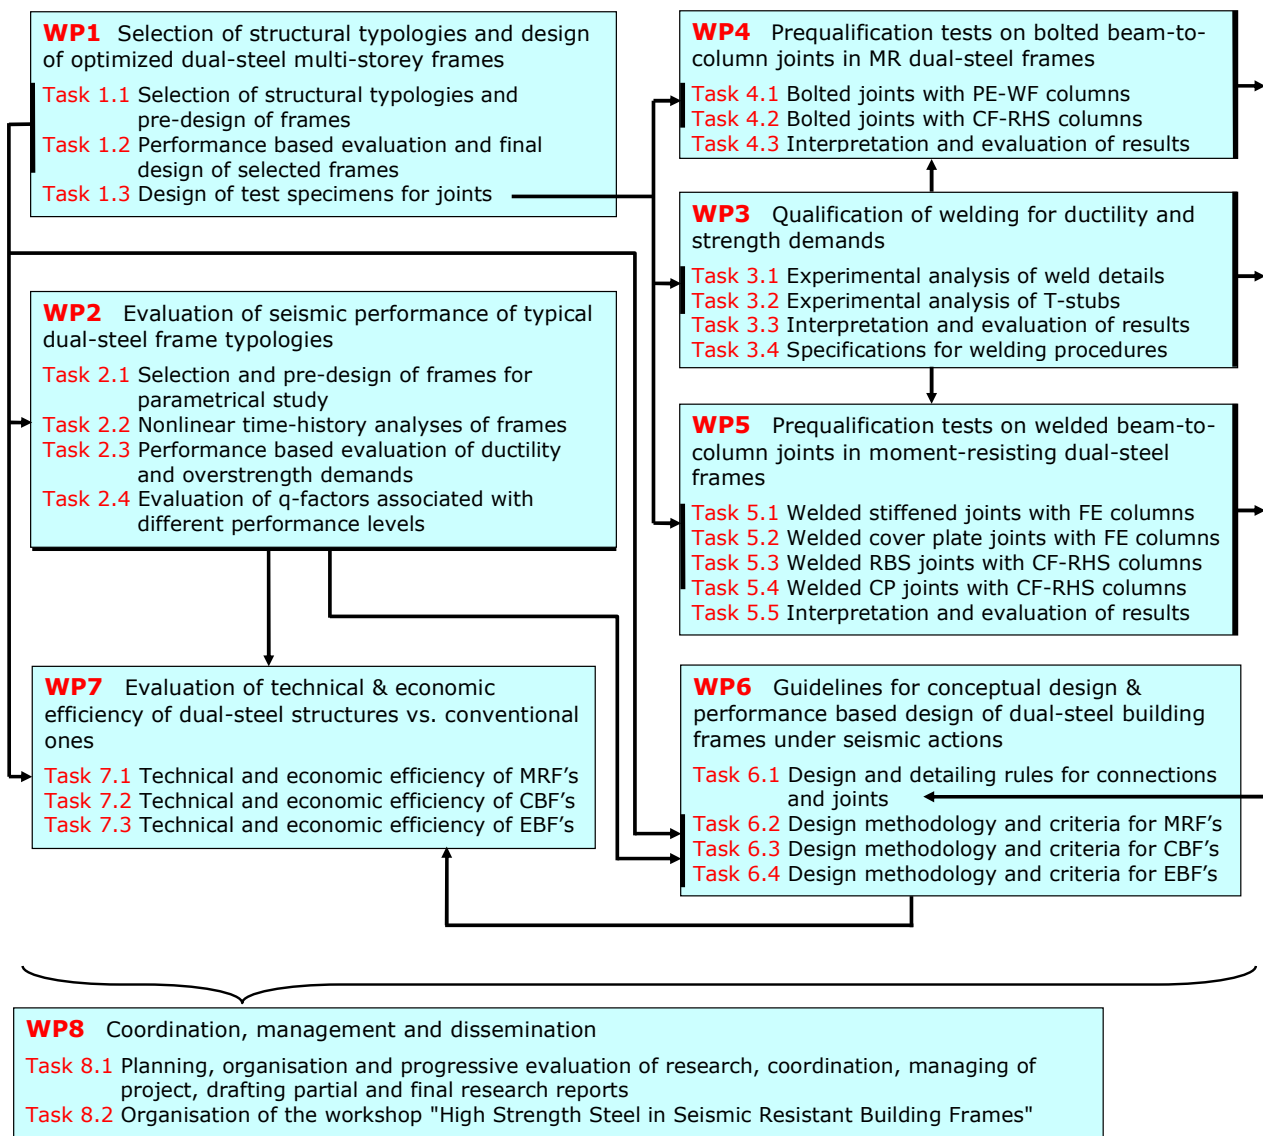 WP1 Selection of structural typologies and design
of optimized dual-steel multi-storey frames
Task 1.1 Selection of structural typologies and
pre-design of frames
Task 1.2 Performance based evaluation and final
design of selected frames
Task 1.3 Design of test specimens for joints
WP2 Evaluation of seismic performance of typical
dual-steel frame typologies
Task 2.1 Selection and pre-design of frames for
parametrical study
Task 2.2 Nonlinear time-history analyses of frames
Task 2.3 Performance based evaluation of ductility
and overstrength demands
Task 2.4 Evaluation of q-factors associated with
different performance levels
WP7 Evaluation of technical & economic
efficiency of dual-steel structures vs. conventional
ones
Task 7.1 Technical and economic efficiency of MRF's
Task 7.2 Technical and economic efficiency of CBF's
Task 7.3 Technical and economic efficiency of EBF's
WP4 Prequalification tests on bolted beam-to-
column joints in MR dual-steel frames
Task 4.1 Bolted joints with PE-WF columns
Task 4.2 Bolted joints with CF-RHS columns
Task 4.3 Interpretation and evaluation of results
WP3 Qualification of welding for ductility and
strength demands
Task 3.1 Experimental analysis of weld details
Task 3.2 Experimental analysis of T-stubs
Task 3.3 Interpretation and evaluation of results
Task 3.4 Specifications for welding procedures
WP5 Prequalification tests on welded beam-to-
column joints in moment-resisting dual-steel
frames
Task 5.1 Welded stiffened joints with FE columns
Task 5.2 Welded cover plate joints with FE columns
Task 5.3 Welded RBS joints with CF-RHS columns
Task 5.4 Welded CP joints with CF-RHS columns
Task 5.5 Interpretation and evaluation of results
WP6 Guidelines for conceptual design &
performance based design of dual-steel building
frames under seismic actions
Task 6.1 Design and detailing rules for connections
and joints
Task 6.2 Design methodology and criteria for MRF's
Task 6.3 Design methodology and criteria for CBF's
Task 6.4 Design methodology and criteria for EBF's
WP8 Coordination, management and dissemination
Task 8.1 Planning, organisation and progressive evaluation of research, coordination, managing of
project, drafting partial and final research reports
Task 8.2 Organisation of the workshop "High Strength Steel in Seismic Resistant Building Frames"